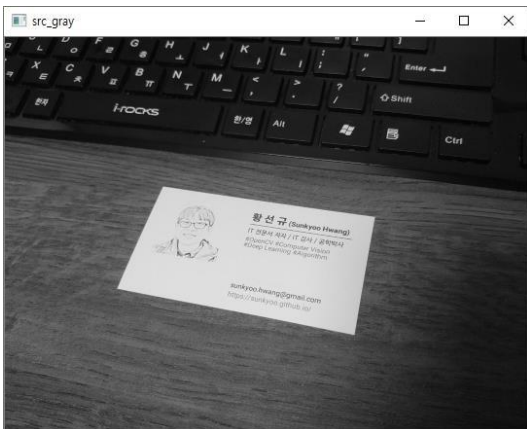 src_gray
D F G H J K L ; Enter
ㅇ ㄹ ㅎ ㅗ ㅓ ㅏ ㅣ
X C V B N M < > ? Shift
ㅌ ㅊ ㅍ ㅠ ㅜ ㅡ , . /
한자 i-rocks 한/영 Alt Ctrl
황 선 규 (Sunkyoo Hwang)
IT 전문서 저자 / IT 강사 / 공학박사
#OpenCV #Computer Vision
#Deep Learning #Algorithm
sunkyoo.hwang@gmail.com
https://sunkyoo.github.io/